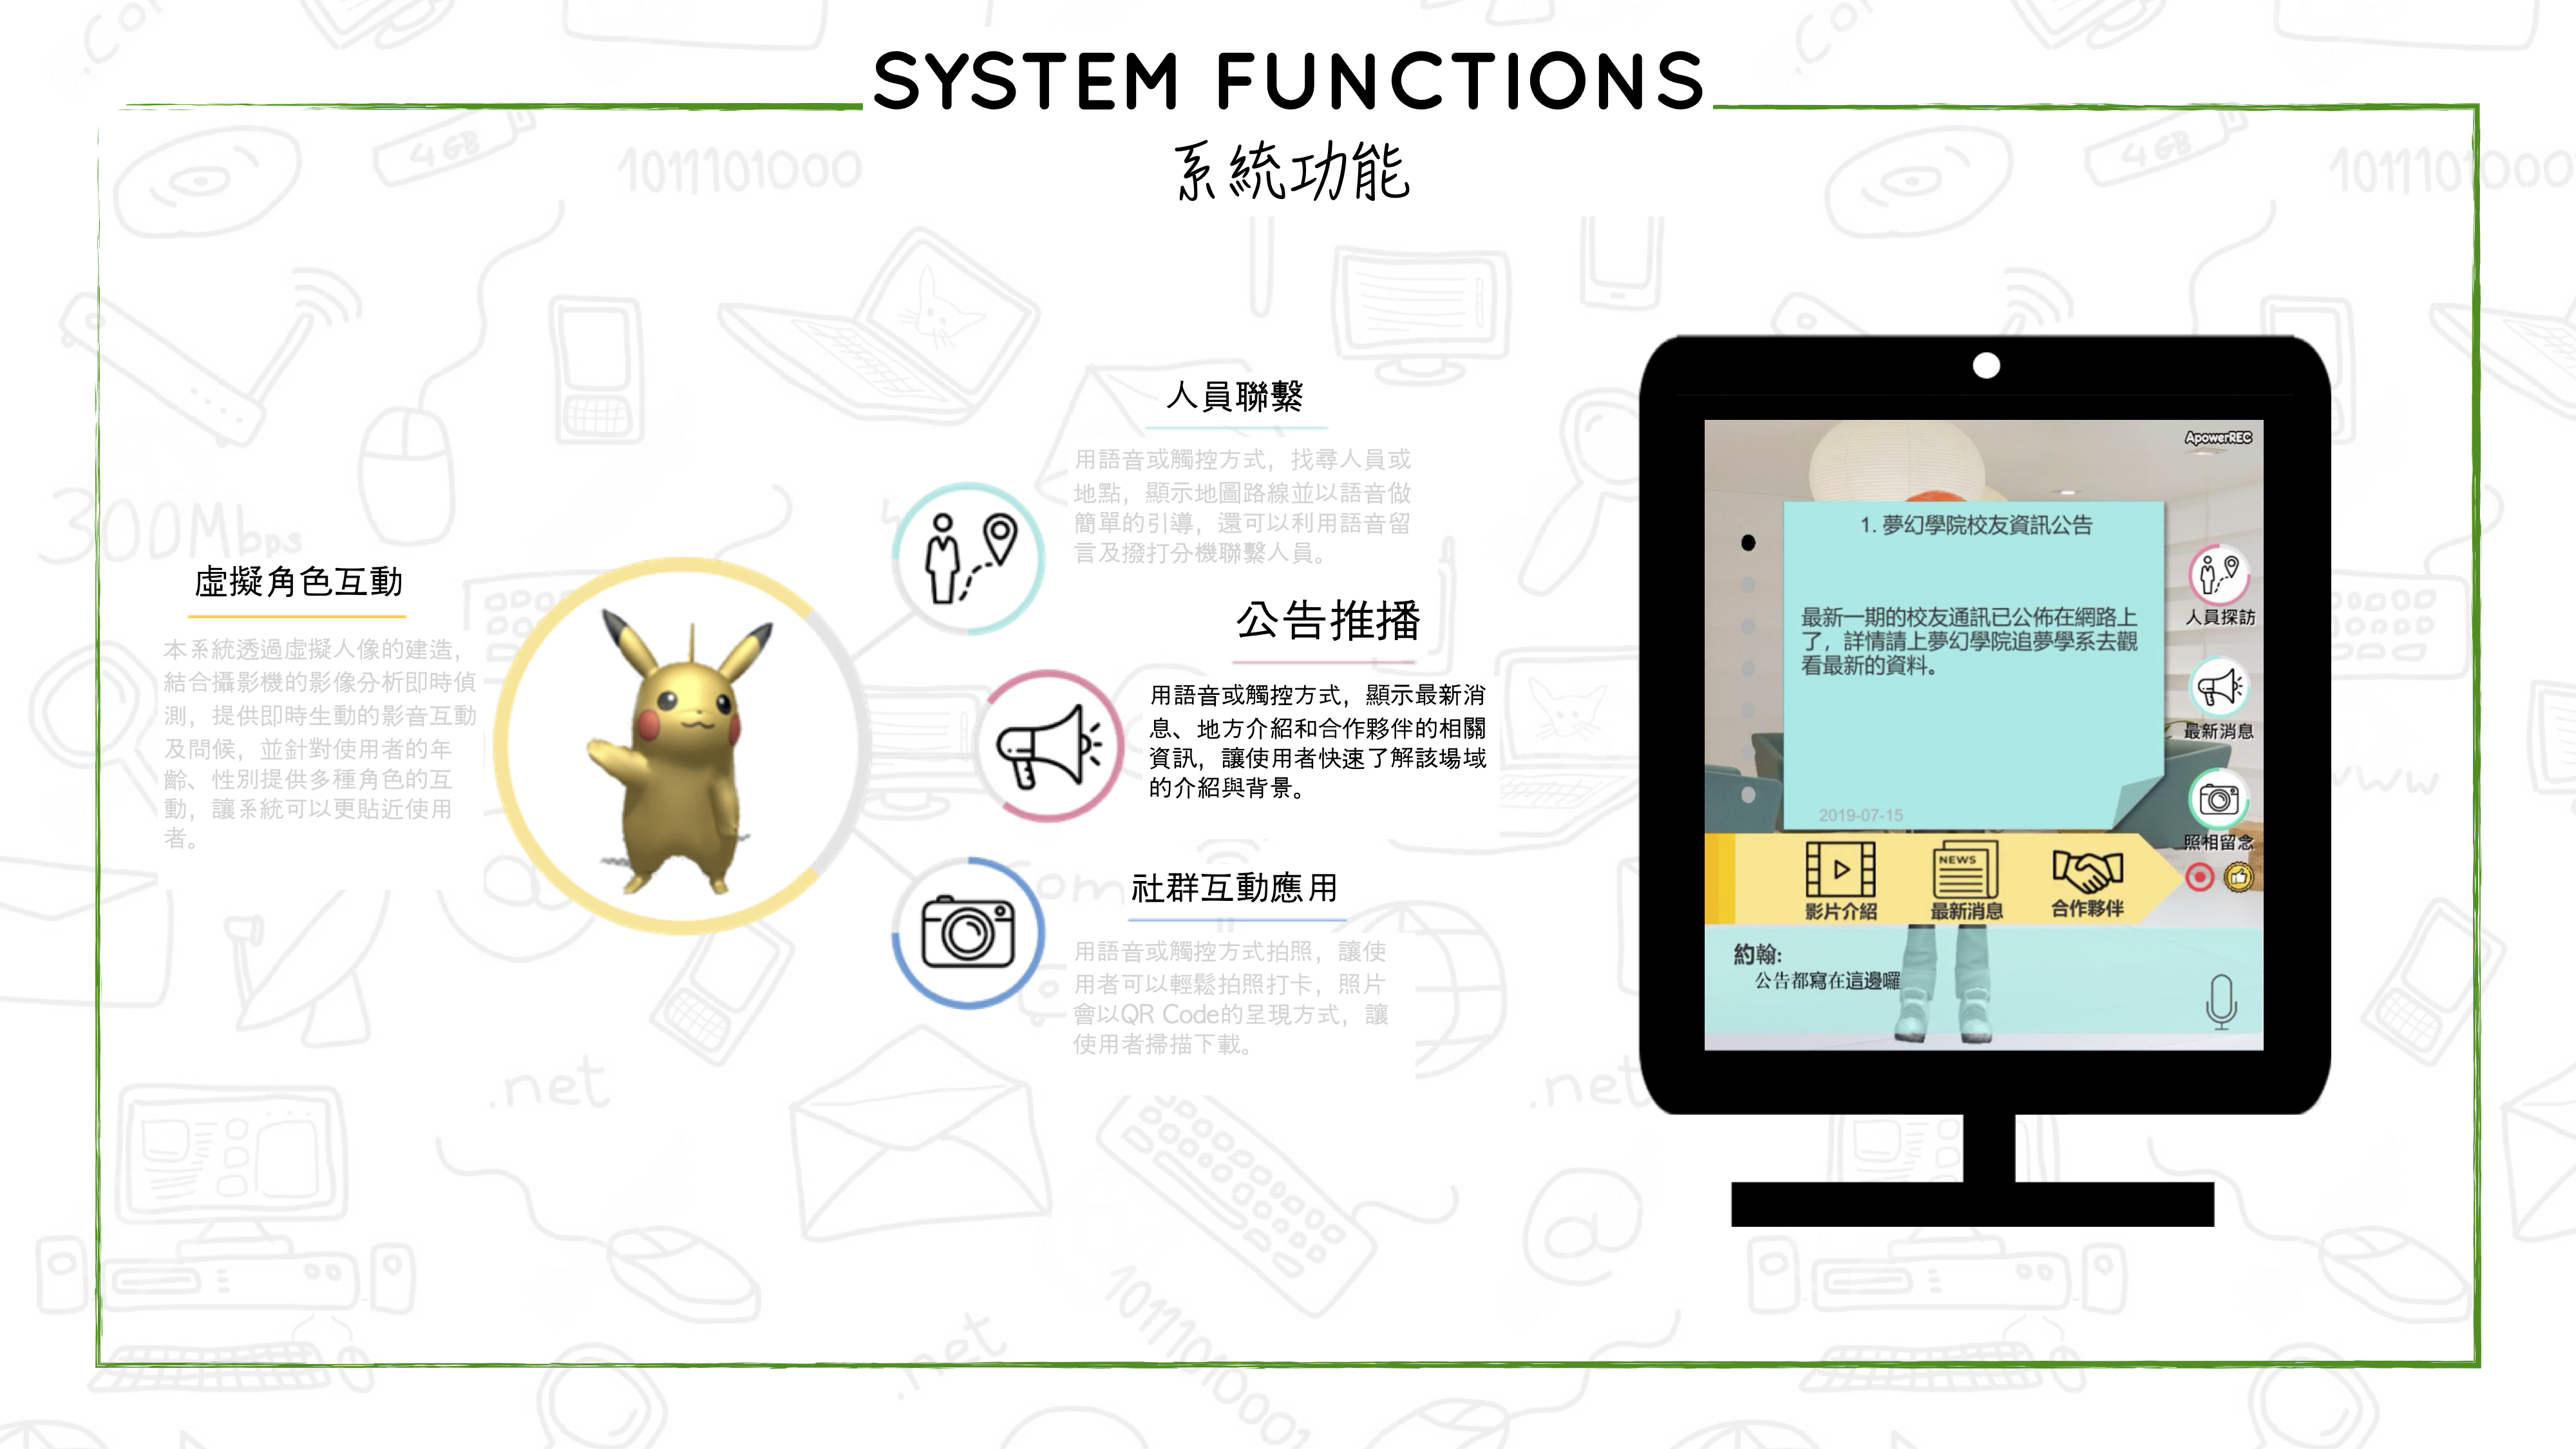 SYSTEM FUNCTIONS
系統功能
虛擬角色互動
本系統透過虛擬人像的建造，
結合攝影機的影像分析即時偵
測，提供即時生動的影音互動
及問候，並針對使用者的年
齡、性別提供多種角色的互
動，讓系統可以更貼近使用
者。
人員聯繫
用語音或觸控方式，找尋人員或
地點，顯示地圖路線並以語音做
簡單的引導，還可以利用語音留
言及撥打分機聯繫人員。
公告推播
用語音或觸控方式，顯示最新消
息、地方介紹和合作夥伴的相關
資訊，讓使用者快速了解該場域
的介紹與背景。
社群互動應用
用語音或觸控方式拍照，讓使
用者可以輕鬆拍照打卡，照片
會以QR Code的呈現方式，讓
使用者掃描下載。
ApowerREC
1. 夢幻學院校友資訊公告
最新一期的校友通訊已公佈在網路上
了，詳情請上夢幻學院追夢學系去觀
看最新的資料。
2019-07-15
人員探訪
最新消息
照相留念
NEWS
影片介紹
最新消息
合作夥伴
約翰:
公告都寫在這邊囉
4 GB
1011101000
4 GB
1011101000
300Mbps
.net
.net
.net
1011101000